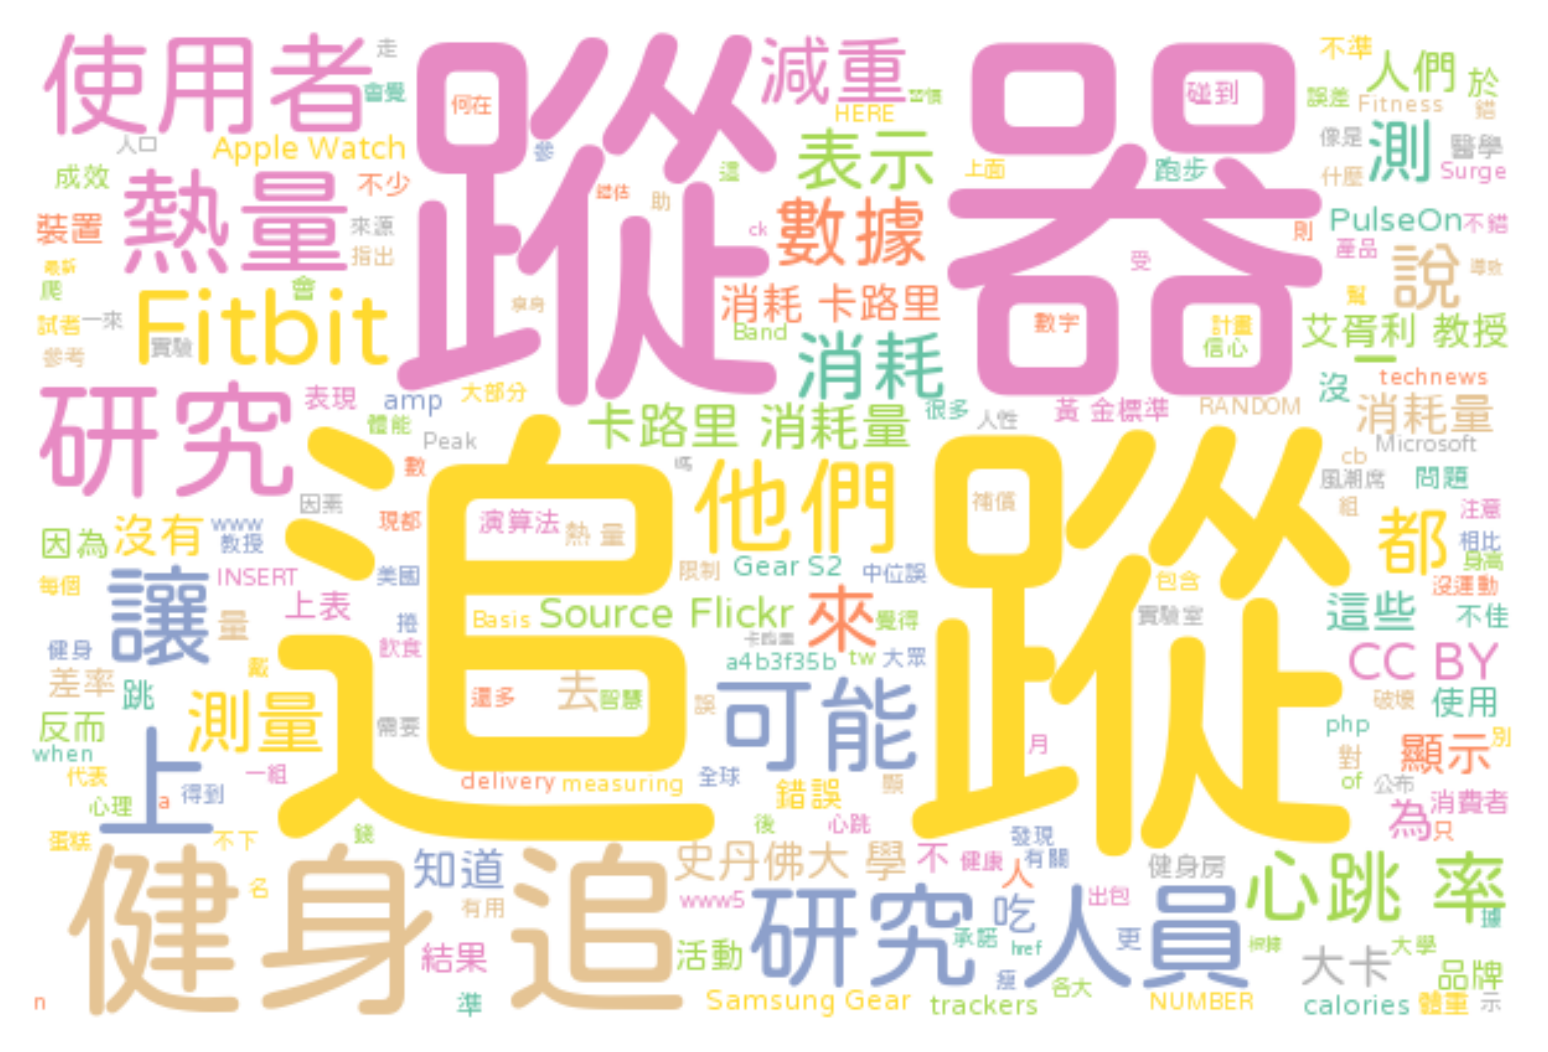 使用者
走
會覺
何在
蹤器
減重
習慣
HERE
碰到
不準
人們
於
誤差
Fitness
錯
人口
Apple Watch
參
這
表示
上面
跑步
像是
測
醫學
什麼
Surge
成效
熱量
不少
錯估
助
ck
數據
受
則
PulseOn
不錯
產品
裝置
來源
指出
最新
爬
會
說
導致
試者
一來
Fitbit
實驗
參考
消耗 卡路里
Band
數字
計畫
信心
幫
艾胥利 教授
一
消耗
研究
表現
amp
大部分
體能
Peak
卡路里 消耗量
很多
人性
黃 金標準
RANDOM
沒
technews
消耗量
Microsoft
cb
數
嗎
風潮席
問題
因素
現都
追蹤
演算法
熱 量
他們
補償
組
都
注意
相比
身高
因為
沒有
www
教授
每個
INSERT
美國
限制
Gear S2
中位誤
包含
沒運動
讓
量
上表
捲
Basis
Source Flickr
來
覺得
實驗室
這些
不佳
健身
戴
飲食
卡路里
a4b3f35b
tw
大眾
CC BY
差率
跳
還多
去
智慧
誤
可能
破壞
使用
反而
測量
需要
月
php
顯示
別
when
上
一組
對
代表
心理
a
得到
delivery
measuring
全球
錯誤
顯
of
公布
為
消費者
只
蛋糕
不下
錢
後
心跳
發現
有關
健身追
名
知道
有用
史丹佛大 學
不
健康
人
健身房
心跳 率
據
www5
研究人員
吃
出包
承諾
href
更
結果
活動
瘦
各大
大卡
大學
品牌
n
準
Samsung Gear
trackers
NUMBER
calories
體重
示